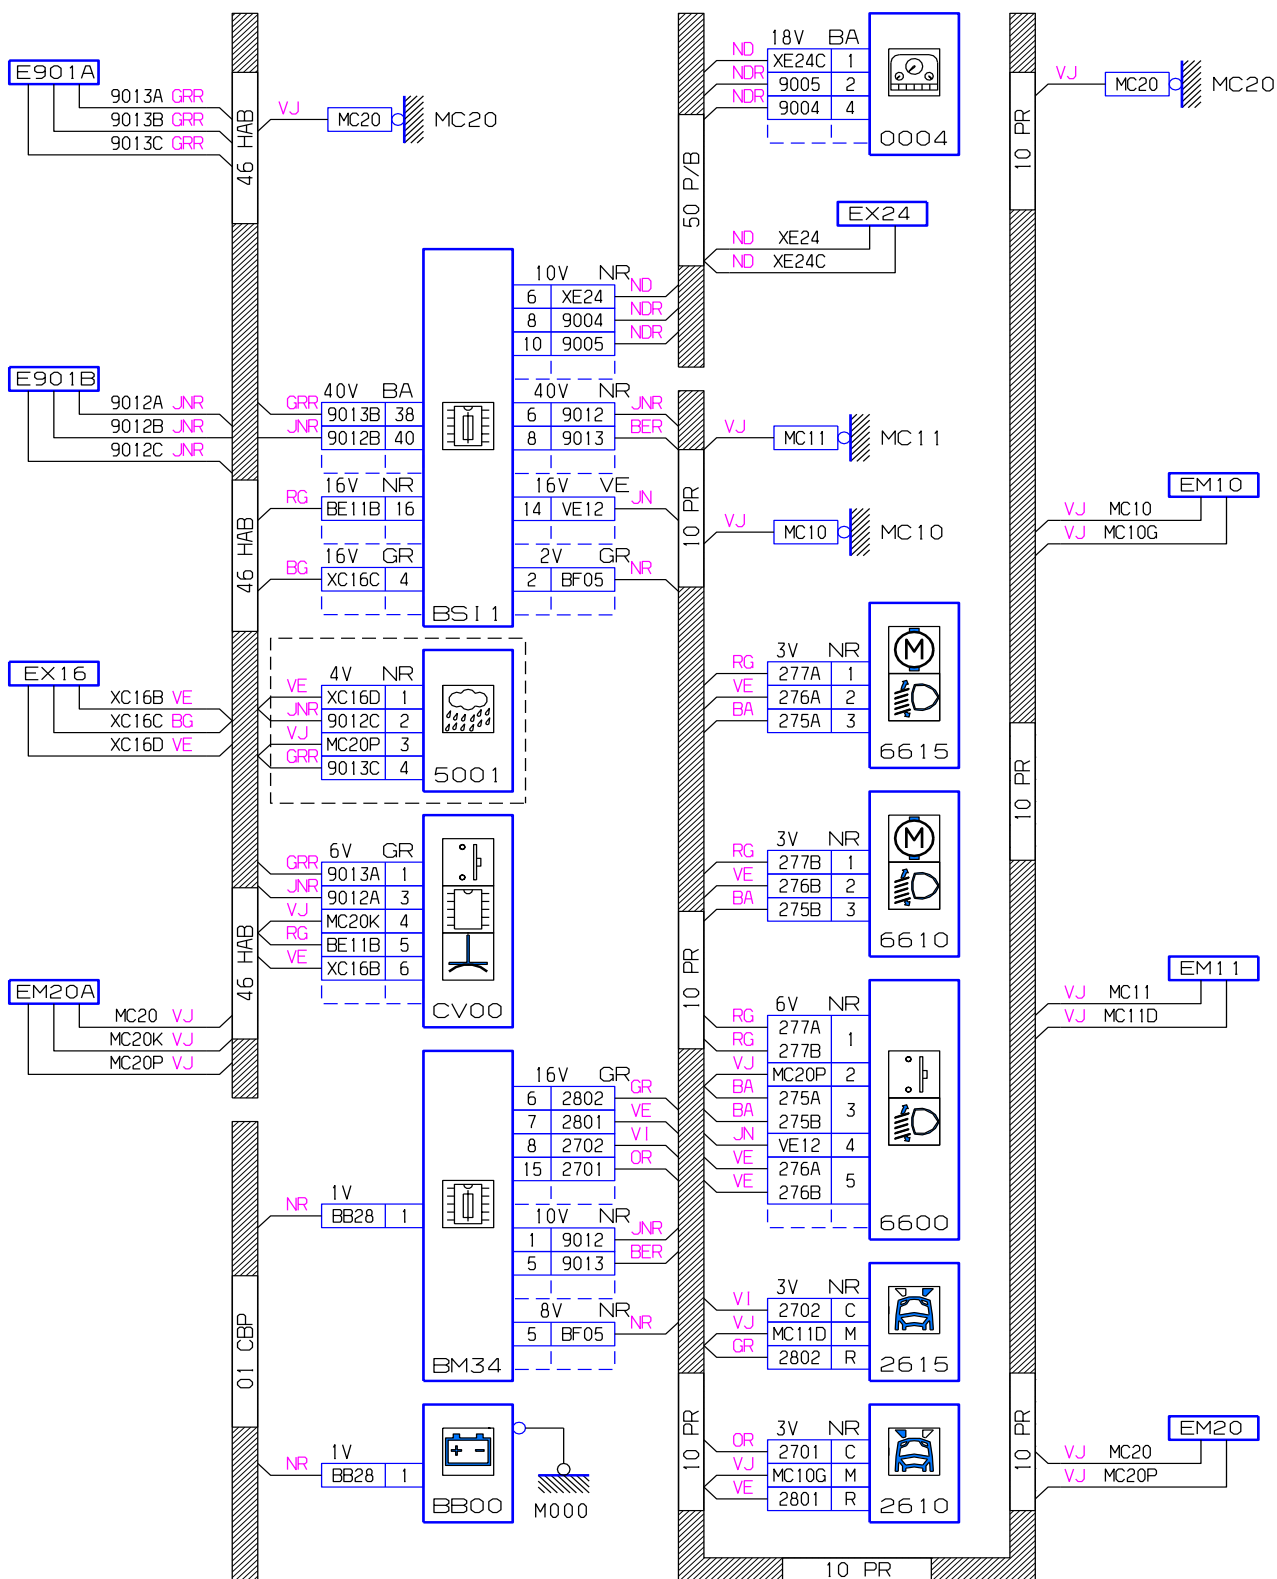 E901A
9013A GRR
9013B GRR
9013C GRR
46 HAB
VJ MC20 MC20
E901B
9012A JNR
9012B JNR
9012C JNR
46 HAB
EX16
XC16B VE
XC16C BG
XC16D VE
46 HAB
EM20A
MC20 VJ
MC20K VJ
MC20P VJ
01 CBP
40V BA
GRR 9013B 38
JNR 9012B 40
16V NR
RG BE11B 16
16V GR
BG XC16C 4
BSI1
10V NR
6 XE24 ND
8 9004 NDR
10 9005 NDR
40V NR
6 9012 JNR
8 9013 BER
16V VE
14 VE12 JN
2V GR
2 BF05 NR
4V NR
VE XC16D 1
JNR 9012C 2
VJ MC20P 3
GRR 9013C 4
5001
6V GR
GRR 9013A 1
JNR 9012A 3
VJ MC20K 4
RG BE11B 5
VE XC16B 6
CV00
1V
NR BB28 1
BM34
16V GR
6 2802 GR
7 2801 VE
8 2702 VI
15 2701 OR
10V NR
1 9012 JNR
5 9013 BER
8V NR
5 BF05 NR
1V
NR BB28 1
+ -
BB00
M000
50 P/B
18V BA
ND XE24C 1
NDR 9005 2
NDR 9004 4
0004
EX24
ND XE24
ND XE24C
10 PR
VJ MC11 MC11
VJ MC10 MC10
3V NR
RG 277A 1
VE 276A 2
BA 275A 3
M
6615
3V NR
RG 277B 1
VE 276B 2
BA 275B 3
M
6610
10 PR
6V NR
RG 277A
RG 277B 1
VJ MC20P 2
BA 275A
BA 275B 3
JN VE12 4
VE 276A
VE 276B 5
6600
3V NR
VI 2702 C
VJ MC11D M
GR 2802 R
2615
10 PR
3V NR
OR 2701 C
VJ MC10G M
VE 2801 R
2610
10 PR
10 PR
VJ MC20 MC20
EM10
VJ MC10
VJ MC10G
10 PR
EM11
VJ MC11
VJ MC11D
10 PR
EM20
VJ MC20
VJ MC20P